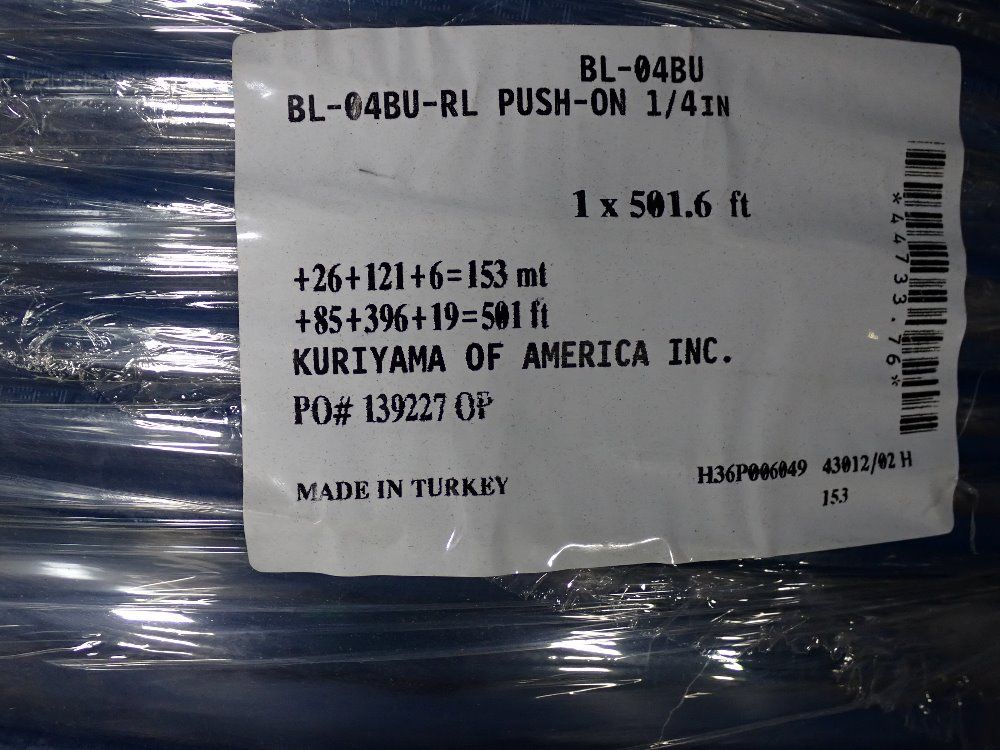 BL-04BU
BL-04BU-RL PUSH-ON 1/4IN
1 x 501.6 ft
+26+121+6=153 mt
+85+396+19=501 ft
KURIYAMA OF AMERICA INC.
PO# 139227 OP
MADE IN TURKEY
H36P006049 43012/02 H
153
*44733.767*